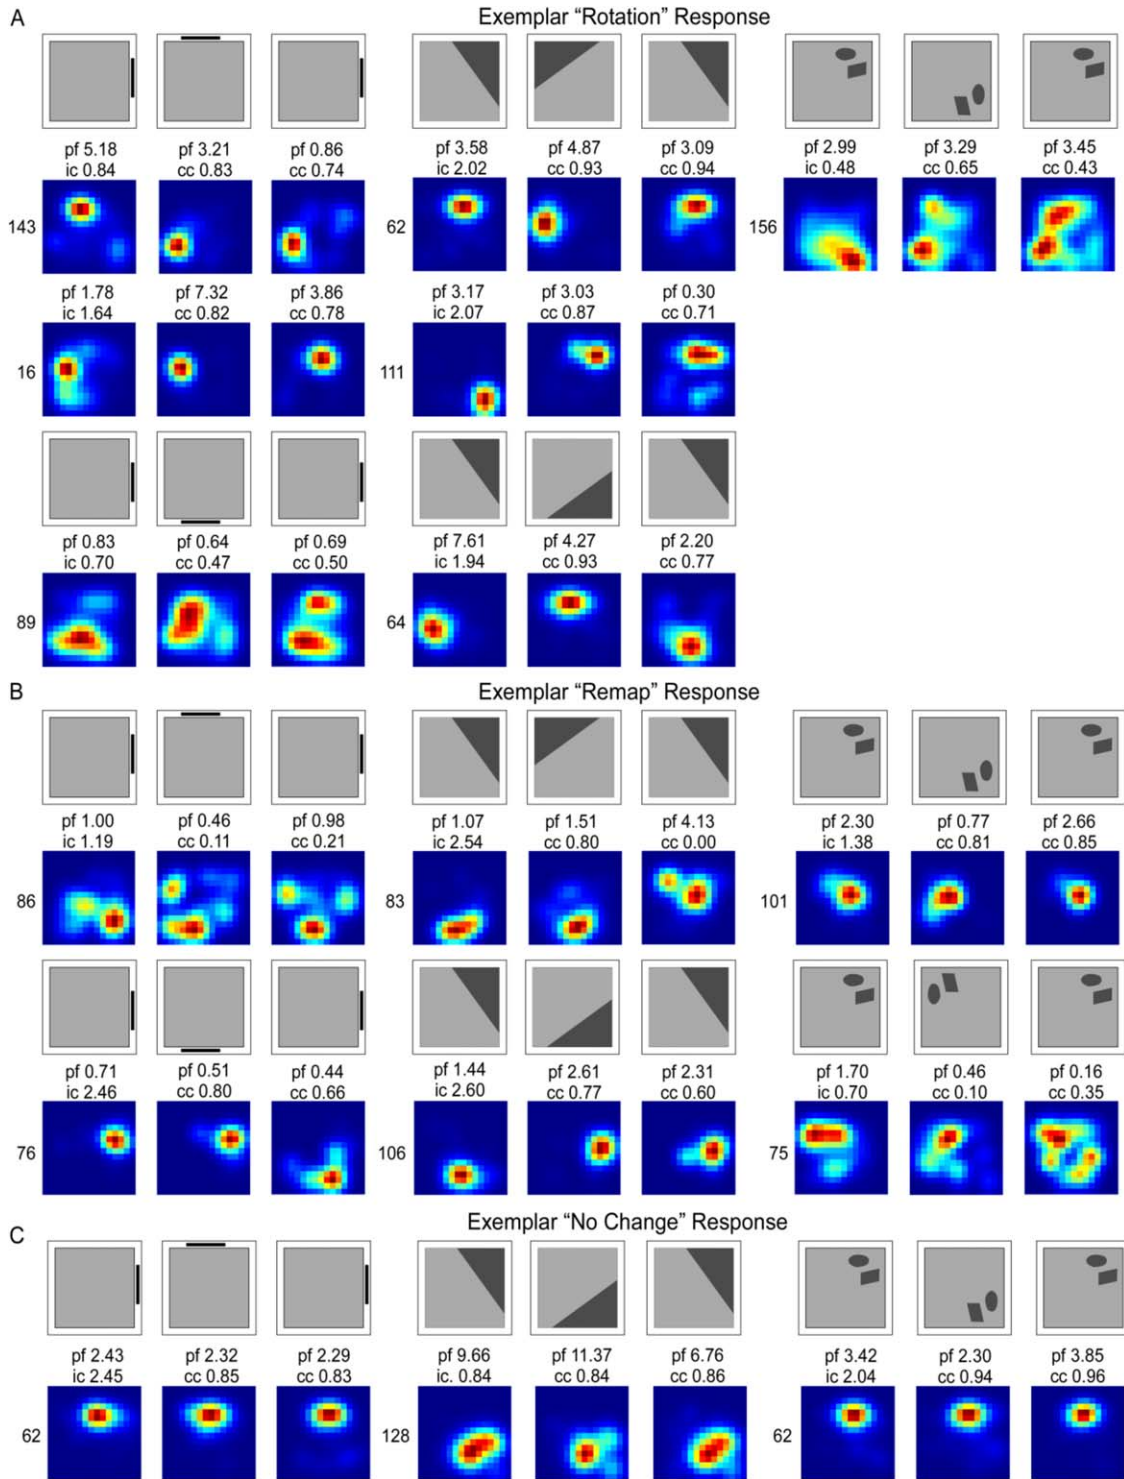 A
Exemplar “Rotation” Response
pf 5.18 pf 3.21 pf 0.86 pf 3.58 pf 4.87 pf 3.09 pf 2.99 pf 3.29 pf 3.45
ic 0.84 cc 0.83 cc 0.74 ic 2.02 cc 0.93 cc 0.94 ic 0.48 cc 0.65 cc 0.43
143 62 156
pf 1.78 pf 7.32 pf 3.86 pf 3.17 pf 3.03 pf 0.30
ic 1.64 cc 0.82 cc 0.78 ic 2.07 cc 0.87 cc 0.71
16 111
pf 0.83 pf 0.64 pf 0.69 pf 7.61 pf 4.27 pf 2.20
ic 0.70 cc 0.47 cc 0.50 ic 1.94 cc 0.93 cc 0.77
89 64
B
Exemplar “Remap” Response
pf 1.00 pf 0.46 pf 0.98 pf 1.07 pf 1.51 pf 4.13 pf 2.30 pf 0.77 pf 2.66
ic 1.19 cc 0.11 cc 0.21 ic 2.54 cc 0.80 cc 0.00 ic 1.38 cc 0.81 cc 0.85
86 83 101
pf 0.71 pf 0.51 pf 0.44 pf 1.44 pf 2.61 pf 2.31 pf 1.70 pf 0.46 pf 0.16
ic 2.46 cc 0.80 cc 0.66 ic 2.60 cc 0.77 cc 0.60 ic 0.70 cc 0.10 cc 0.35
76 106 75
C
Exemplar “No Change” Response
pf 2.43 pf 2.32 pf 2.29 pf 9.66 pf 11.37 pf 6.76 pf 3.42 pf 2.30 pf 3.85
ic 2.45 cc 0.85 cc 0.83 ic. 0.84 cc 0.84 cc 0.86 ic 2.04 cc 0.94 cc 0.96
62 128 62